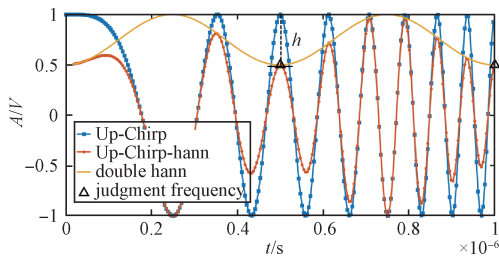 1
0.5
0
−0.5
−1
A/V
h
Up-Chirp
Up-Chirp-hann
double hann
judgment frequency
0 0.2 0.4 0.6 0.8 1.0
×10⁻⁶
t/s